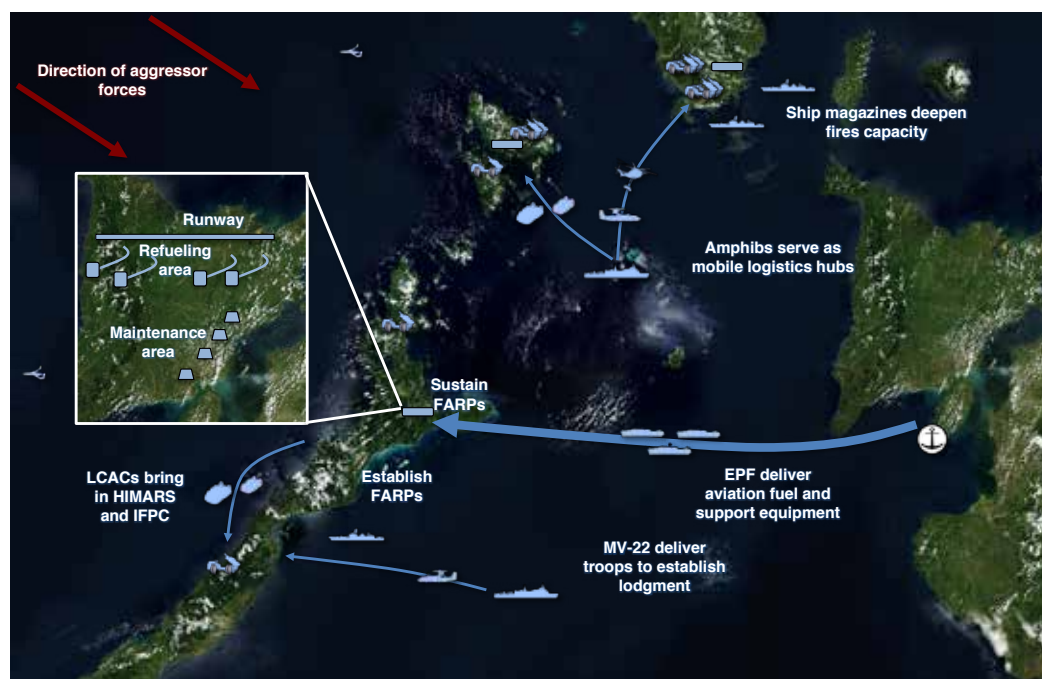 Direction of aggressor
forces
Ship magazines deepen
fires capacity
Runway
Refueling
area
Amphibs serve as
mobile logistics hubs
Maintenance
area
Sustain
FARPs
LCACs bring
in HIMARS
and IFPC
Establish
FARPs
EPF deliver
aviation fuel and
support equipment
MV-22 deliver
troops to establish
lodgment